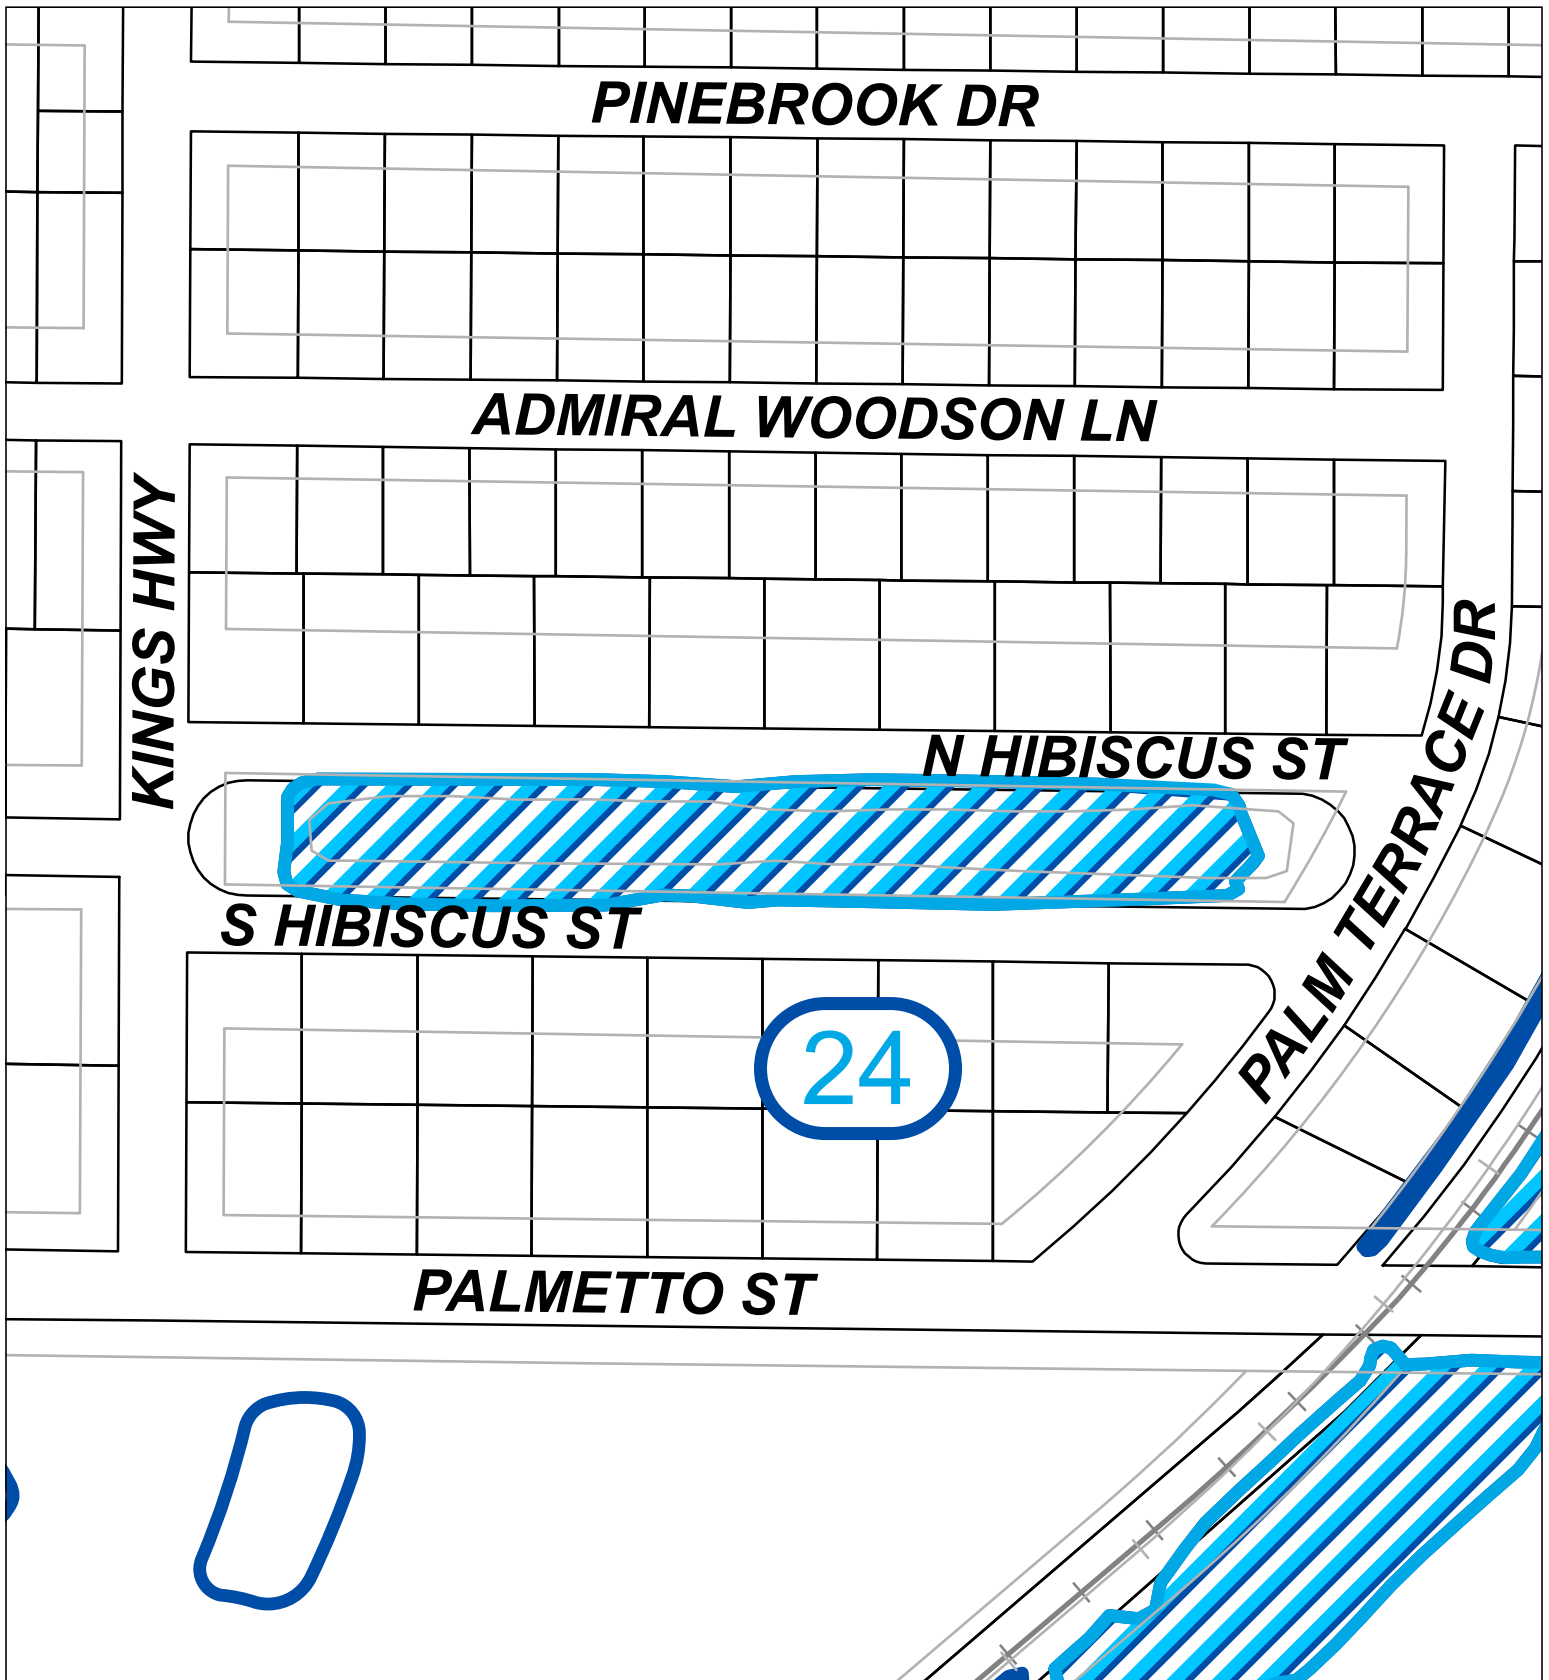 PINEBROOK DR
ADMIRAL WOODSON LN
KINGS HWY
PALM TERRACE DR
N HIBISCUS ST
S HIBISCUS ST
24
PALMETTO ST